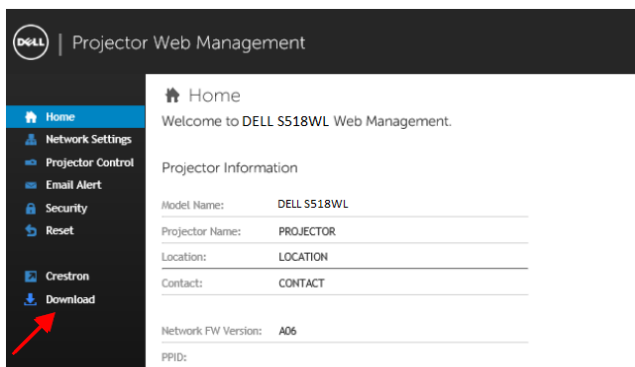 DELL | Projector Web Management
Home
Network Settings
Projector Control
Email Alert
Security
Reset
Crestron
Download
Home
Welcome to DELL S518WL Web Management.
Projector Information
Model Name: DELL S518WL
Projector Name: PROJECTOR
Location: LOCATION
Contact: CONTACT
Network FW Version: A06
PPID: